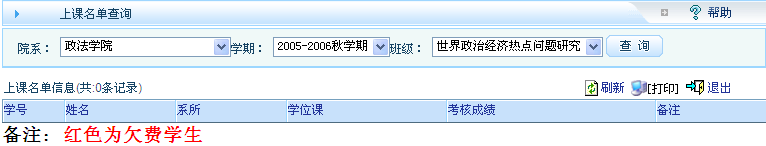 上课名单查询 帮助
院系： 政法学院 学期： 2005-2006秋学期 班级： 世界政治经济热点问题研究 查 询
上课名单信息(共:0条记录) 刷新 [打印] 退出
学号 姓名 系所 学位课 考核成绩 备注
备注：红色为欠费学生